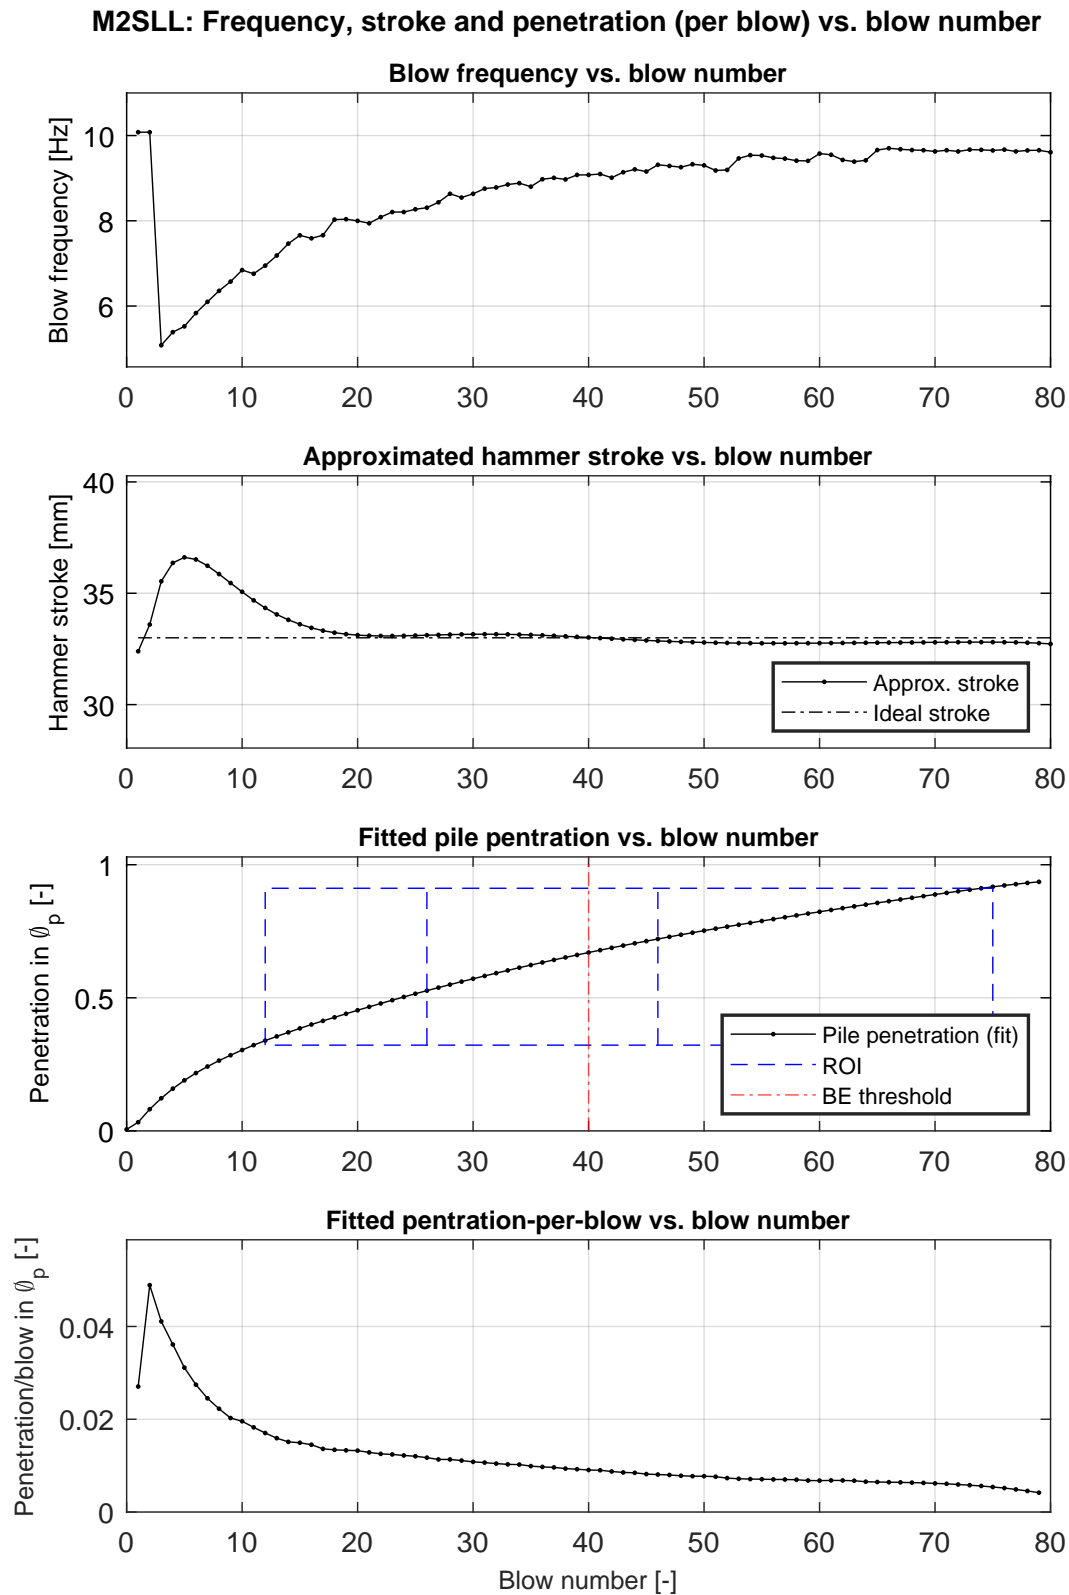 M2SLL: Frequency, stroke and penetration (per blow) vs. blow number
Blow frequency vs. blow number
Blow frequency [Hz]
10
8
6
0 10 20 30 40 50 60 70 80
Approximated hammer stroke vs. blow number
Hammer stroke [mm]
40
35
30
Approx. stroke
Ideal stroke
0 10 20 30 40 50 60 70 80
Fitted pile pentration vs. blow number
Penetration in ∅p [-]
1
0.5
0
Pile penetration (fit)
ROI
BE threshold
0 10 20 30 40 50 60 70 80
Fitted pentration-per-blow vs. blow number
Penetration/blow in ∅p [-]
0.04
0.02
0
0 10 20 30 40 50 60 70 80
Blow number [-]